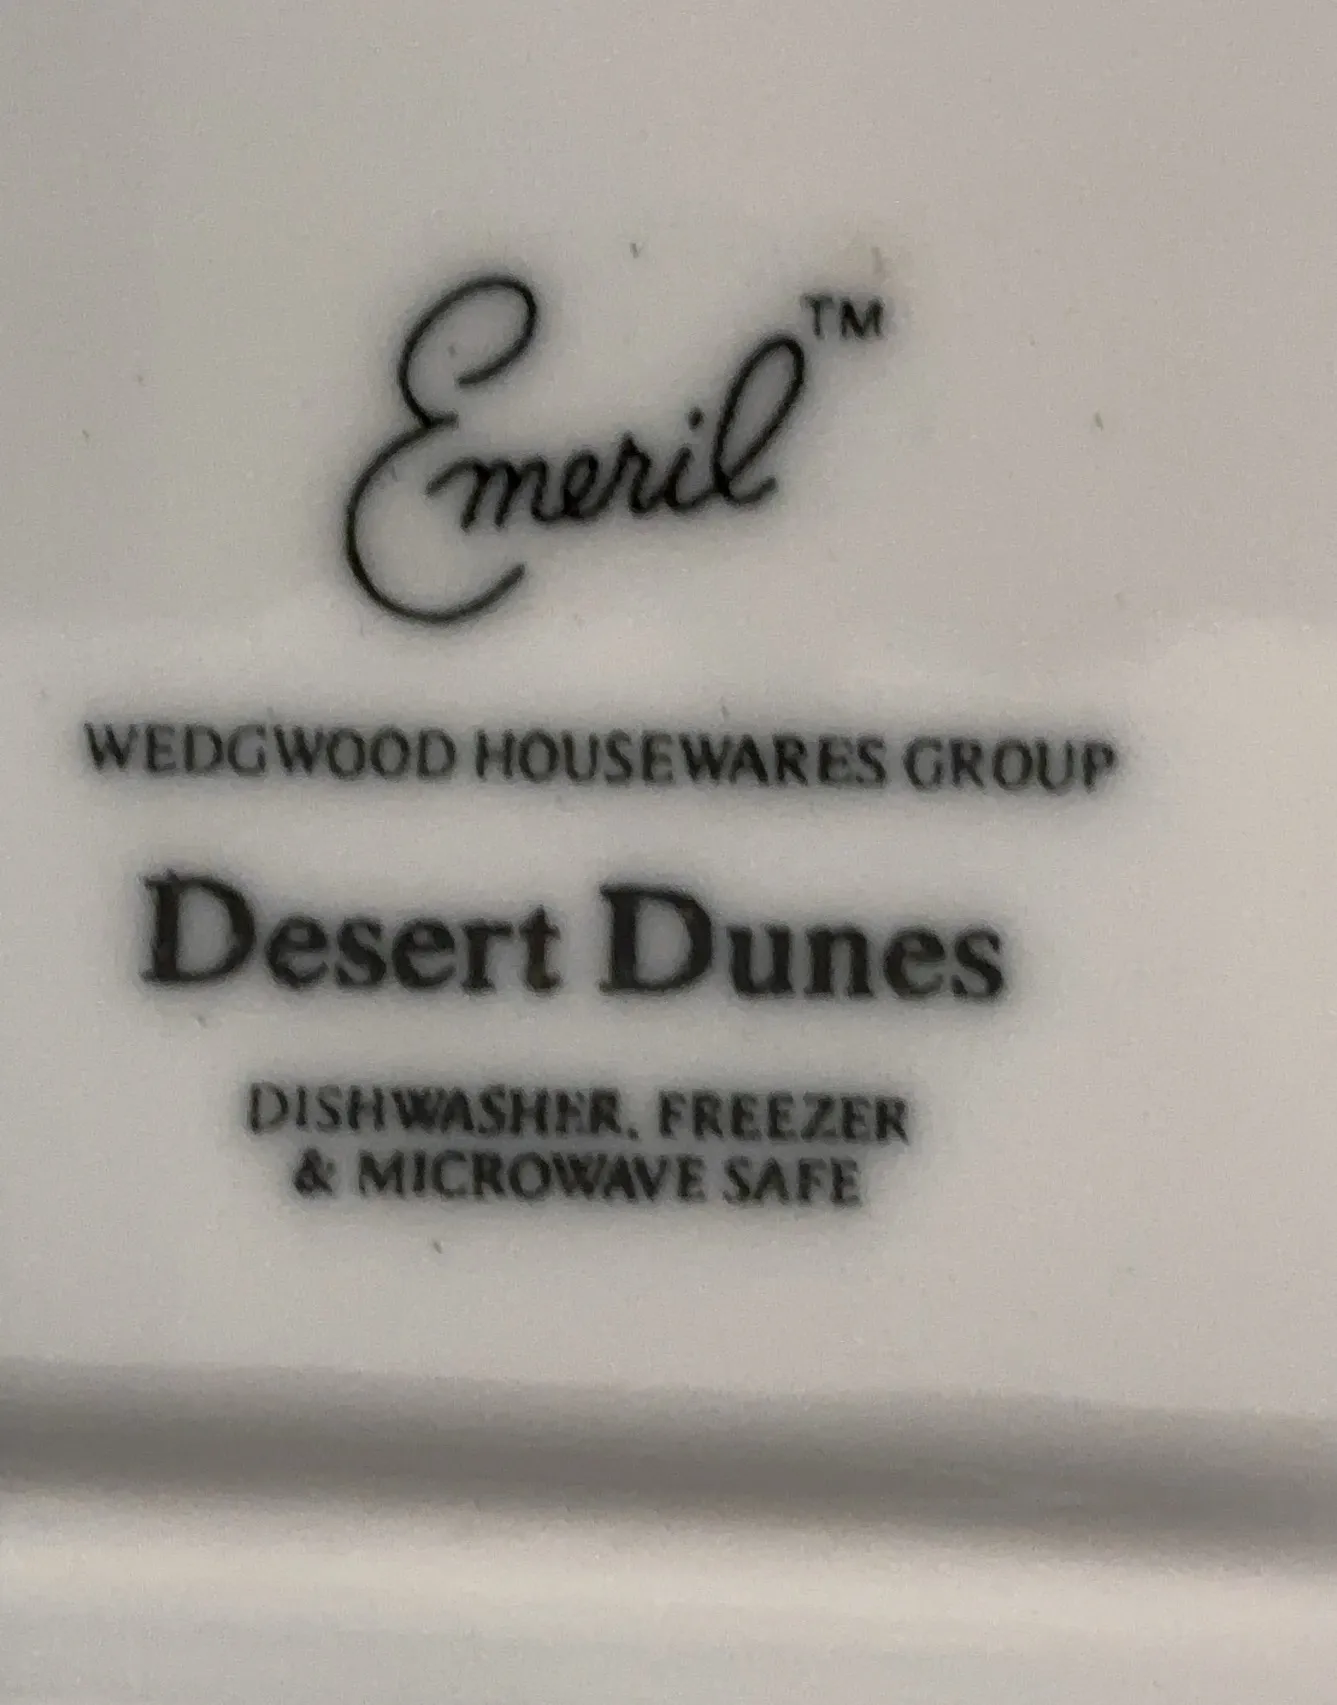 Emeril™
WEDGWOOD HOUSEWARES GROUP
Desert Dunes
DISHWASHER, FREEZER
& MICROWAVE SAFE